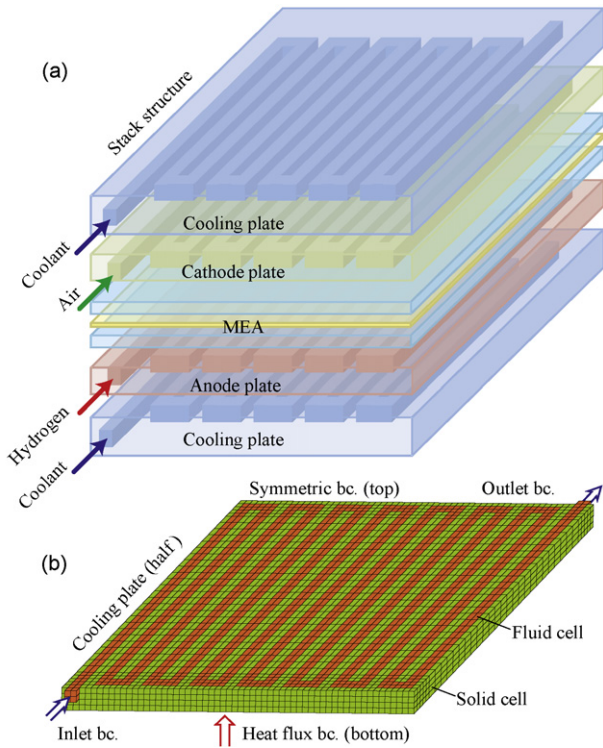 (a)
Stack structure
Cooling plate
Coolant
Cathode plate
Air
MEA
Anode plate
Hydrogen
Cooling plate
Coolant
Symmetric bc. (top)
Outlet bc.
(b)
Cooling plate (half )
Fluid cell
Solid cell
Inlet bc.
Heat flux bc. (bottom)